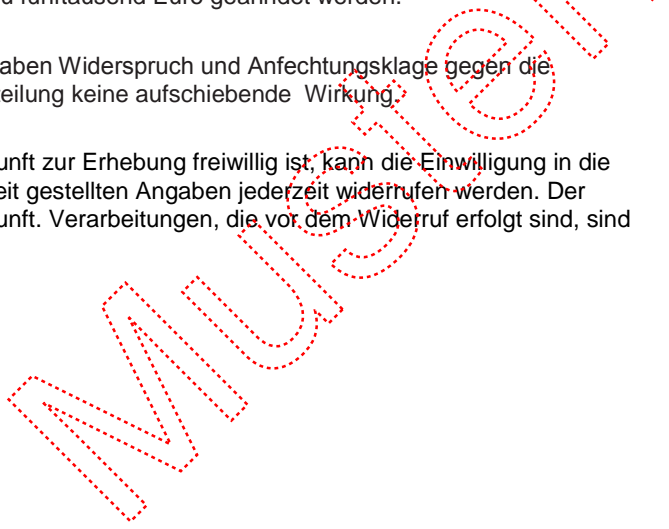 fünftausend Euro geahndet werden.
aben Widerspruch und Anfechtungsklage gegen die
teilung keine aufschiebende Wirkung.
unft zur Erhebung freiwillig ist, kann die Einwilligung in die
eit gestellten Angaben jederzeit widerrufen werden. Der
unft. Verarbeitungen, die vor dem Widerruf erfolgt sind, sind
Muster